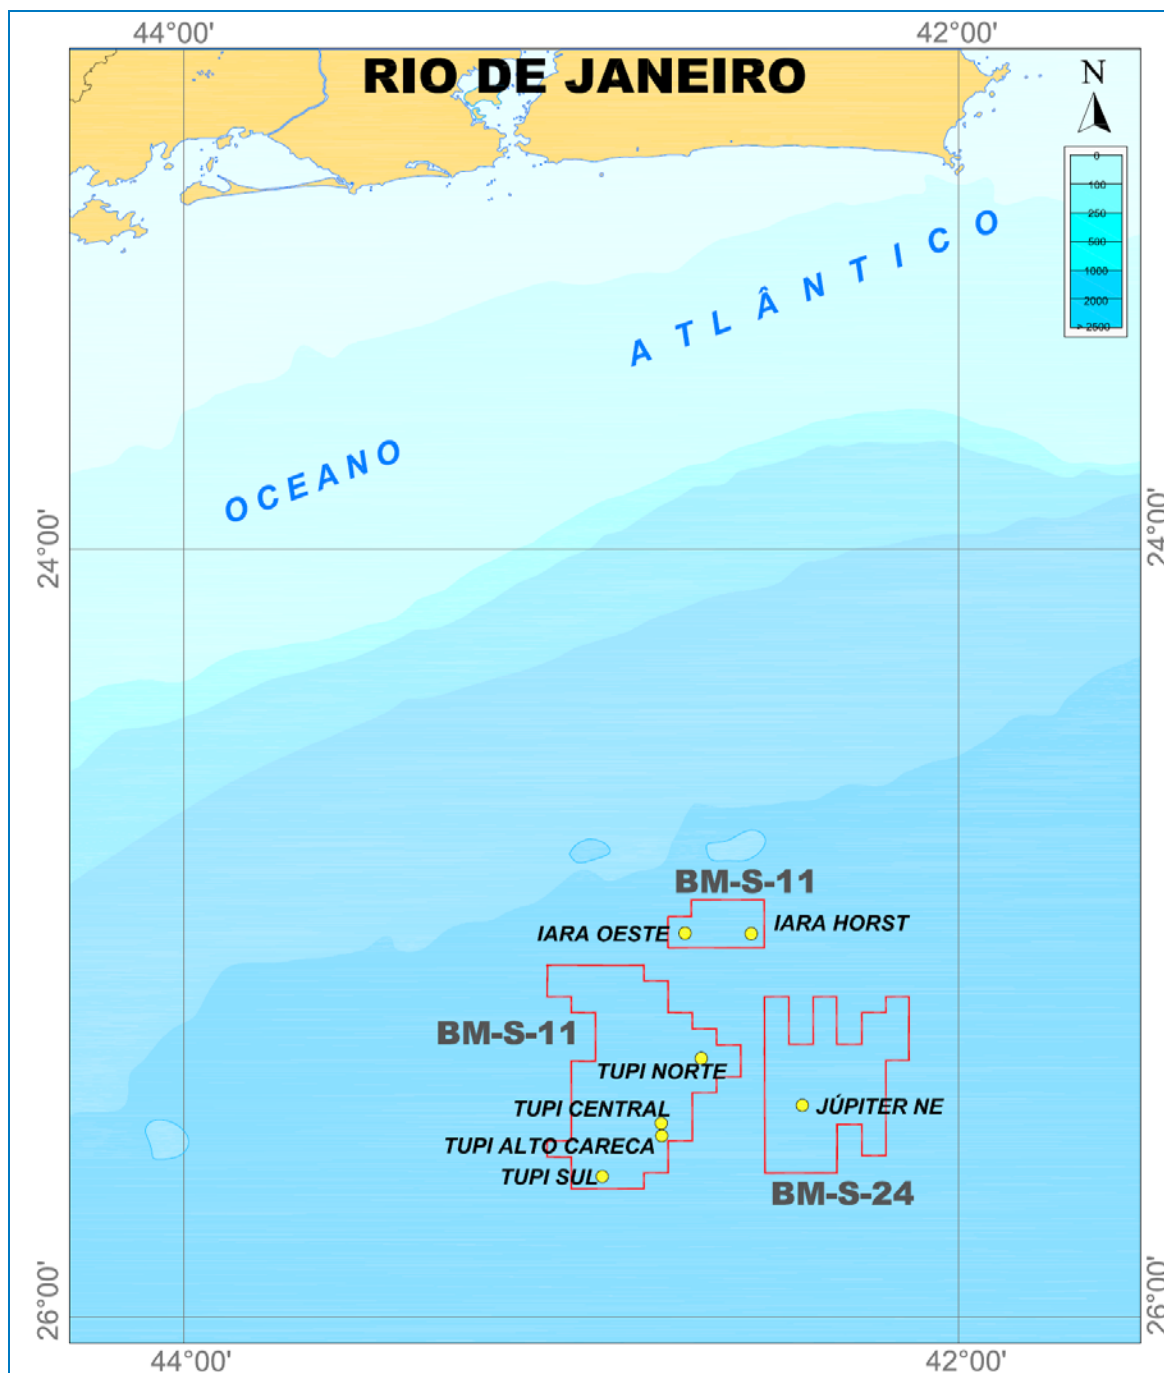 44°00' 42°00'
RIO DE JANEIRO
N
0
100
250
500
1000
2000
> 2500
ATLÂNTICO
OCEANO
24°00' 24°00'
BM-S-11
IARA OESTE IARA HORST
BM-S-11
TUPI NORTE
TUPI CENTRAL JÚPITER NE
TUPI ALTO CARECA
TUPI SUL
BM-S-24
26°00' 26°00'
44°00' 42°00'